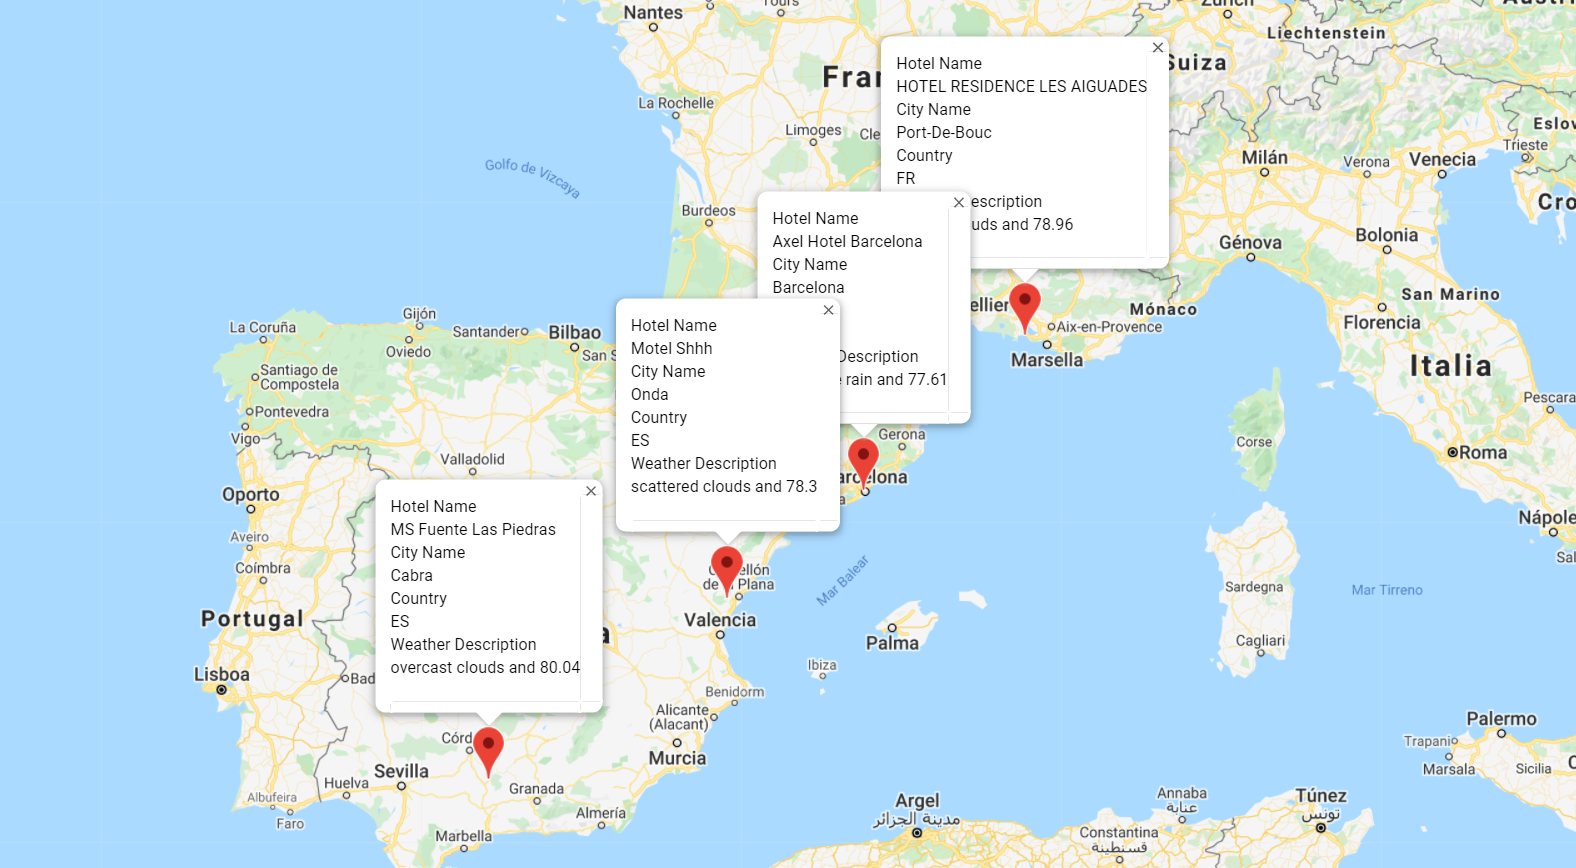 Nantes
Tours
Zúrich
Liechtenstein
Suiza
Fran
La Rochelle
Limoges
Cle
Hotel Name
HOTEL RESIDENCE LES AIGUADES
City Name
Port-De-Bouc
Country
FR
escription
uds and 78.96
Eslov
Trieste
Milán
Verona
Venecia
Cro
Golfo de Vizcaya
Burdeos
Génova
Bolonia
Hotel Name
Axel Hotel Barcelona
City Name
Barcelona
Description
e rain and 77.61
ellier
Aix-en-Provence
Marsella
Mónaco
San Marino
Florencia
Italia
Pescara
Roma
Corse
La Coruña
Gijón
Santander
Bilbao
Oviedo
San S
Santiago de
Compostela
Pontevedra
Vigo
Valladolid
Hotel Name
Motel Shhh
City Name
Onda
Country
ES
Weather Description
scattered clouds and 78.3
Gerona
arcelona
a
Oporto
Aveiro
Coímbra
Portugal
Lisboa
Hotel Name
MS Fuente Las Piedras
City Name
Cabra
Country
ES
Weather Description
overcast clouds and 80.04
a
Bad
ellón
de la Plana
Valencia
Mar Balear
Palma
Ibiza
Benidorm
Alicante
(Alacant)
Murcia
Nápole
Sal
Cerdegna
Mar Tirreno
Cagliari
Córd
Sevilla
Huelva
Granada
Albufeira
Faro
Almería
Marbella
Palermo
Trapani
Marsala
Sicilia
C
Argel
مدينة الجزائر
Annaba
عنابة
Constantina
قسنطينة
Túnez
تونس